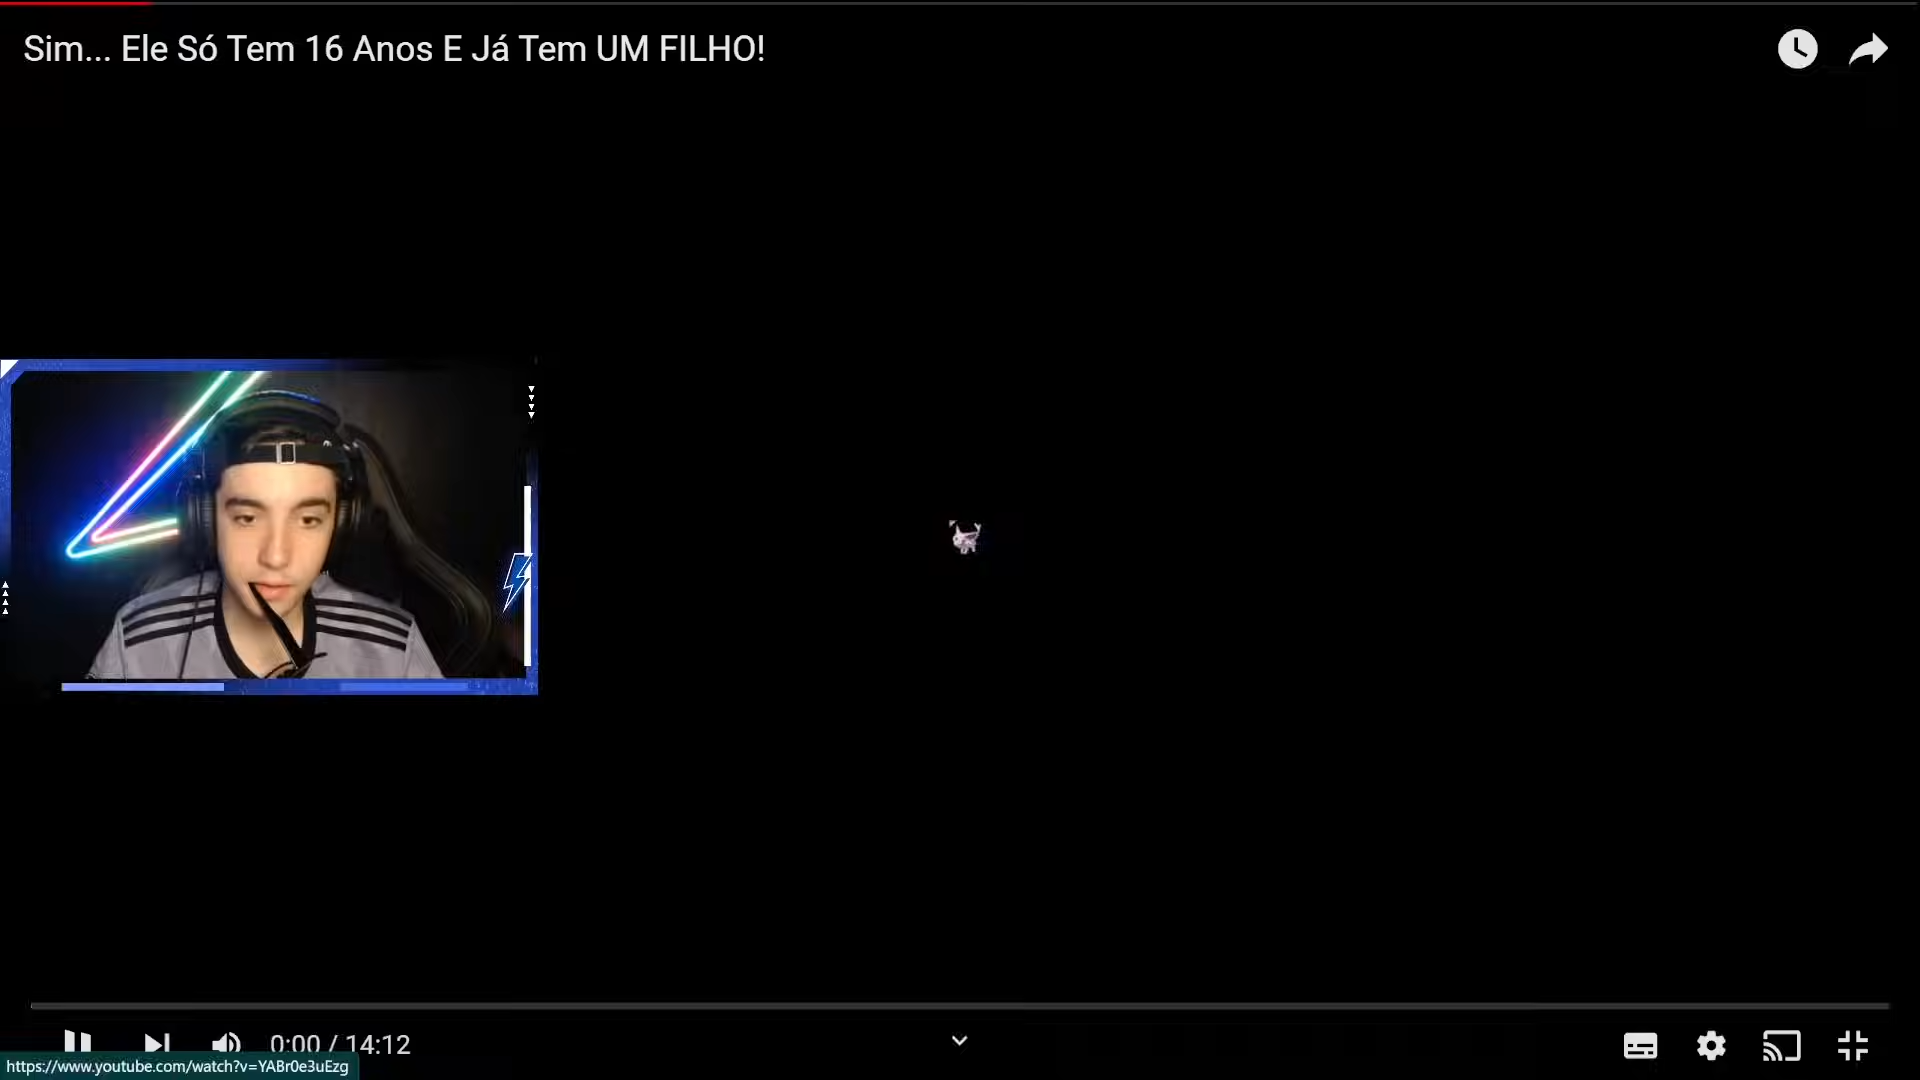 Sim... Ele Só Tem 16 Anos E Já Tem UM FILHO!
0:00 / 14:12
https://www.youtube.com/watch?v=YABr0e3uEzg